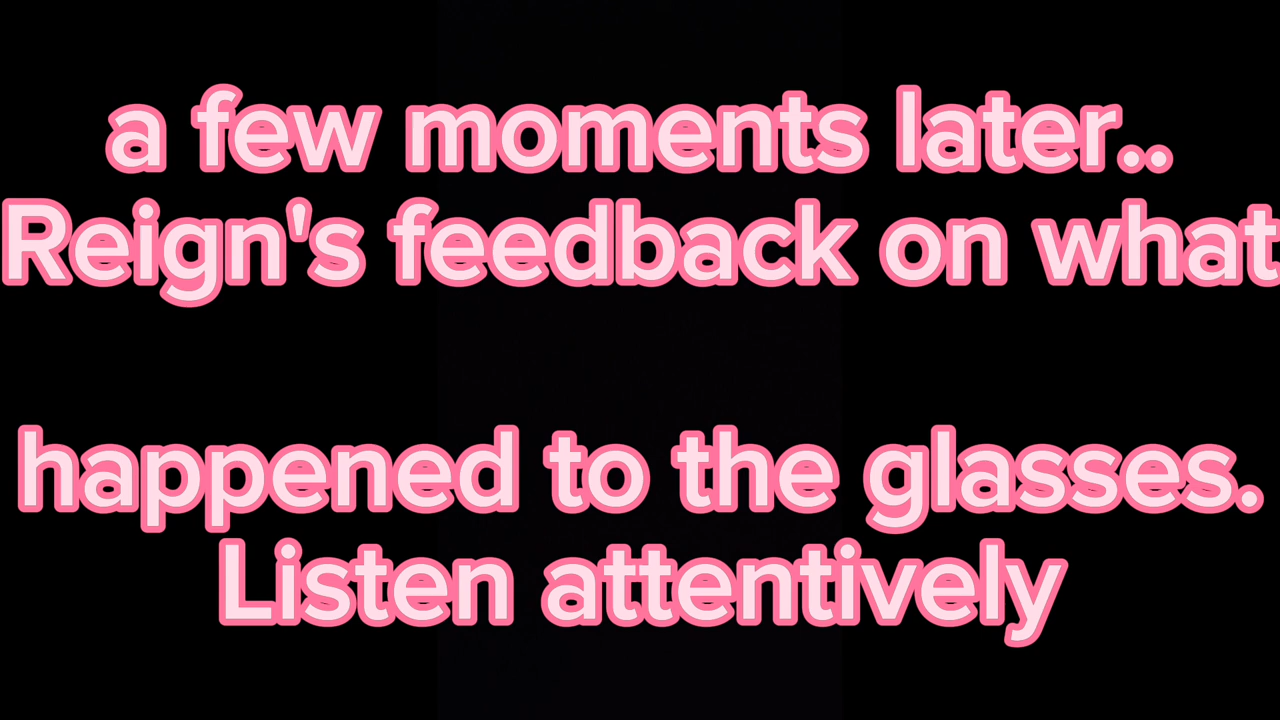 a few moments later..
Reign's feedback on what
happened to the glasses.
Listen attentively